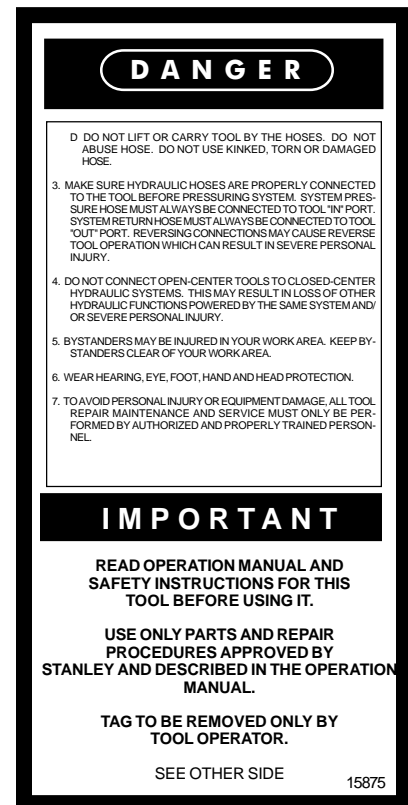 DANGER
D DO NOT LIFT OR CARRY TOOL BY THE HOSES. DO NOT
ABUSE HOSE. DO NOT USE KINKED, TORN OR DAMAGED
HOSE.
3. MAKE SURE HYDRAULIC HOSES ARE PROPERLY CONNECTED
TO THE TOOL BEFORE PRESSURING SYSTEM. SYSTEM PRES-
SURE HOSE MUST ALWAYS BE CONNECTED TO TOOL "IN" PORT.
SYSTEM RETURN HOSE MUST ALWAYS BE CONNECTED TO TOOL
"OUT" PORT. REVERSING CONNECTIONS MAY CAUSE REVERSE
TOOL OPERATION WHICH CAN RESULT IN SEVERE PERSONAL
INJURY.
4. DO NOT CONNECT OPEN-CENTER TOOLS TO CLOSED-CENTER
HYDRAULIC SYSTEMS. THIS MAY RESULT IN LOSS OF OTHER
HYDRAULIC FUNCTIONS POWERED BY THE SAME SYSTEM AND/
OR SEVERE PERSONAL INJURY.
5. BYSTANDERS MAY BE INJURED IN YOUR WORK AREA. KEEP BY-
STANDERS CLEAR OF YOUR WORK AREA.
6. WEAR HEARING, EYE, FOOT, HAND AND HEAD PROTECTION.
7. TO AVOID PERSONAL INJURY OR EQUIPMENT DAMAGE, ALL TOOL
REPAIR MAINTENANCE AND SERVICE MUST ONLY BE PER-
FORMED BY AUTHORIZED AND PROPERLY TRAINED PERSON-
NEL.
IMPORTANT
READ OPERATION MANUAL AND
SAFETY INSTRUCTIONS FOR THIS
TOOL BEFORE USING IT.
USE ONLY PARTS AND REPAIR
PROCEDURES APPROVED BY
STANLEY AND DESCRIBED IN THE OPERATION
MANUAL.
TAG TO BE REMOVED ONLY BY
TOOL OPERATOR.
SEE OTHER SIDE
15875